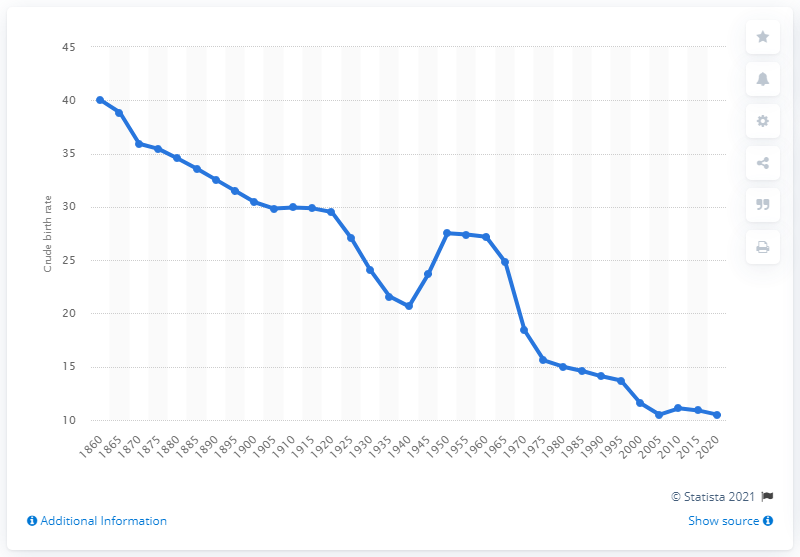 45
40
35
30
25
20
15
10
Crude birth rate
1860 1865 1870 1875 1880 1885 1890 1895 1900 1905 1910 1915 1920 1925 1930 1935 1940 1945 1950 1955 1960 1965 1970 1975 1980 1985 1990 1995 2000 2005 2010 2015 2020
© Statista 2021
Additional Information
Show source